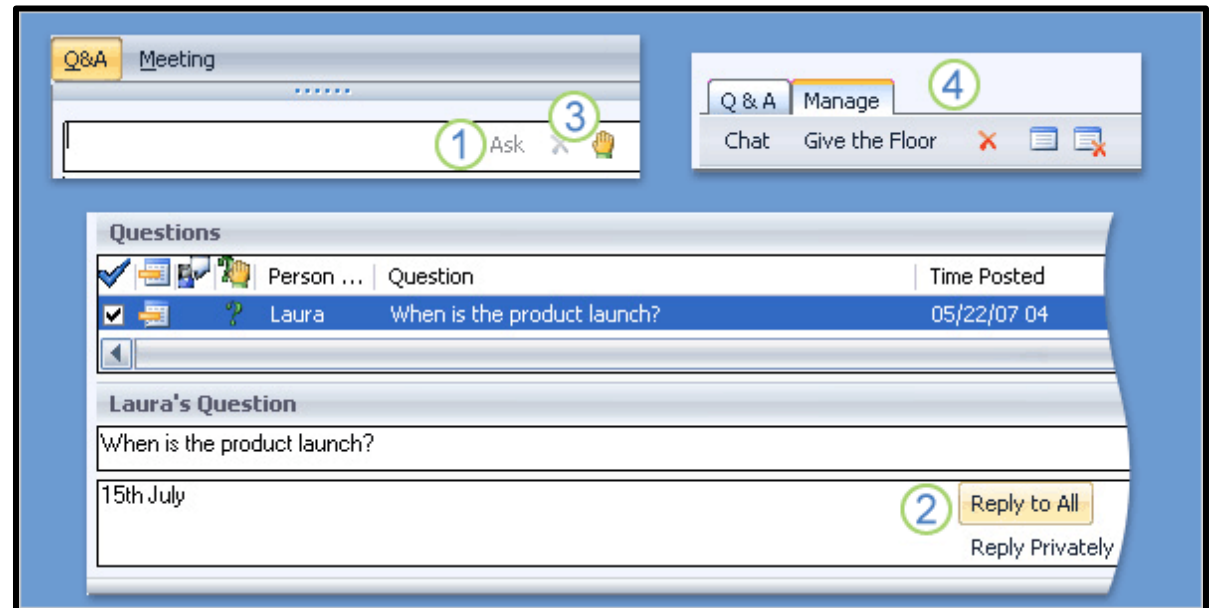 Q&A Meeting
3
1 Ask
4
Q & A Manage
Chat Give the Floor
Questions
Person ... Question Time Posted
? Laura When is the product launch? 05/22/07 04
Laura's Question
When is the product launch?
15th July
2 Reply to All
Reply Privately